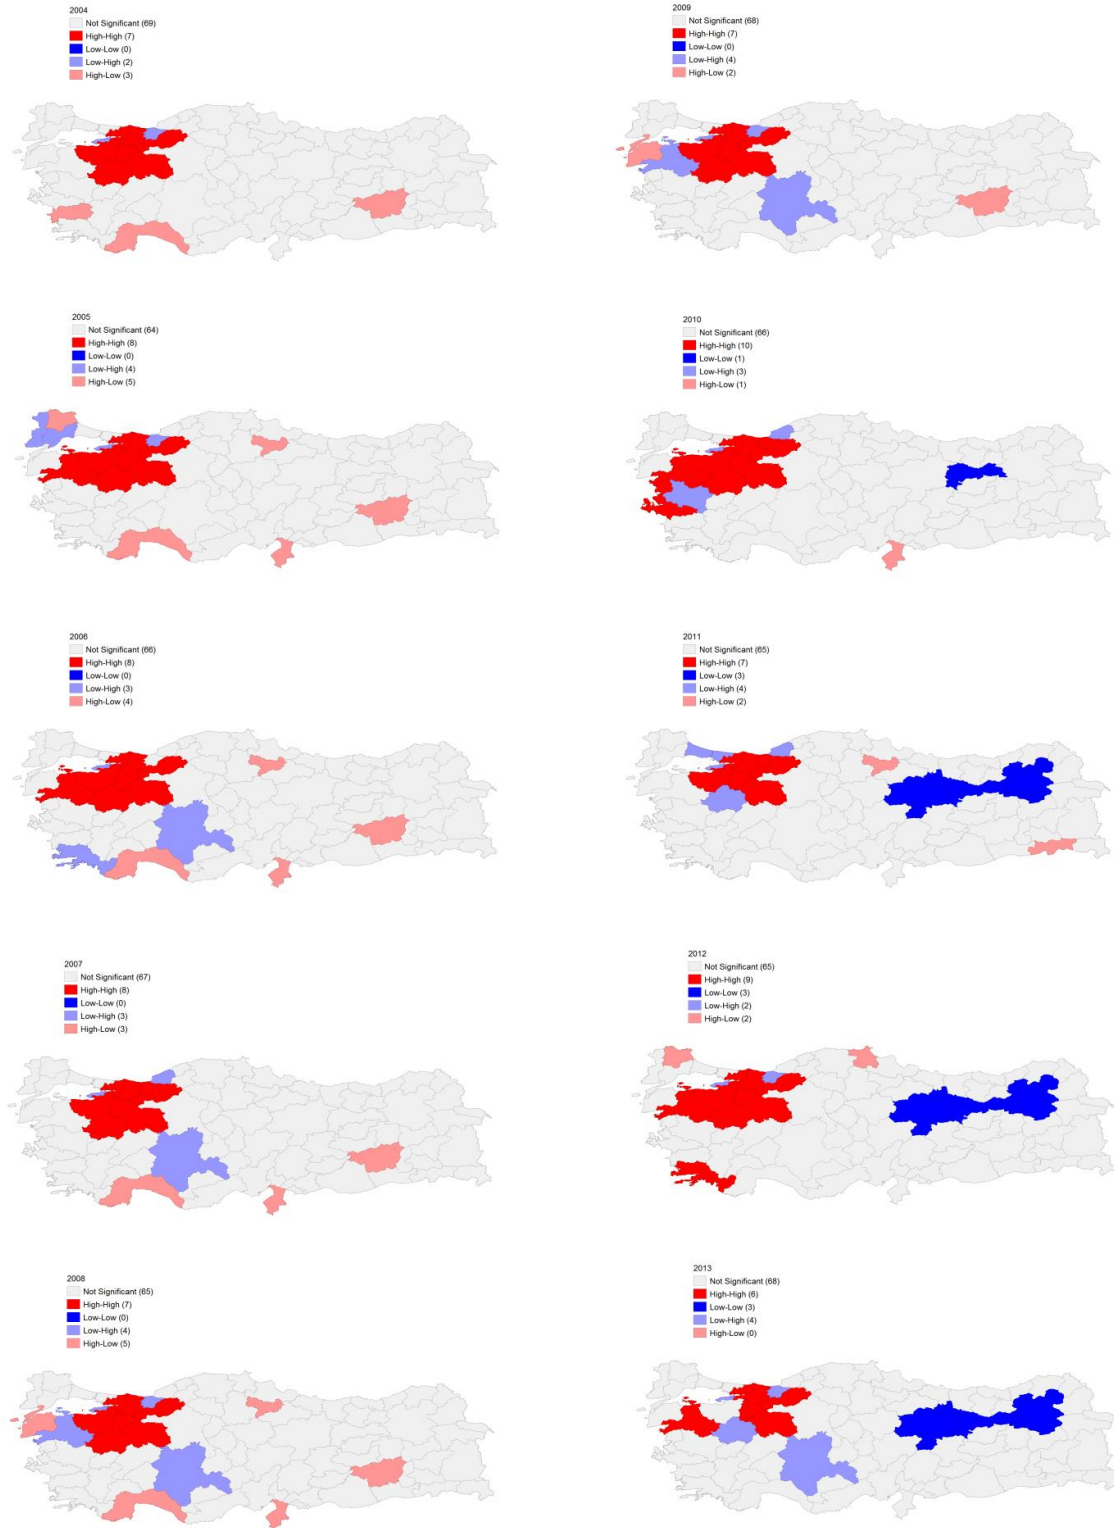 2004
Not Significant (69)
High-High (7)
Low-Low (0)
Low-High (2)
High-Low (3)
2005
Not Significant (64)
High-High (8)
Low-Low (0)
Low-High (4)
High-Low (5)
2006
Not Significant (66)
High-High (8)
Low-Low (0)
Low-High (3)
High-Low (4)
2007
Not Significant (67)
High-High (8)
Low-Low (0)
Low-High (3)
High-Low (3)
2008
Not Significant (65)
High-High (7)
Low-Low (0)
Low-High (4)
High-Low (5)
2009
Not Significant (68)
High-High (7)
Low-Low (0)
Low-High (4)
High-Low (2)
2010
Not Significant (66)
High-High (10)
Low-Low (1)
Low-High (3)
High-Low (1)
2011
Not Significant (65)
High-High (7)
Low-Low (3)
Low-High (4)
High-Low (2)
2012
Not Significant (65)
High-High (9)
Low-Low (3)
Low-High (2)
High-Low (2)
2013
Not Significant (68)
High-High (6)
Low-Low (3)
Low-High (4)
High-Low (0)